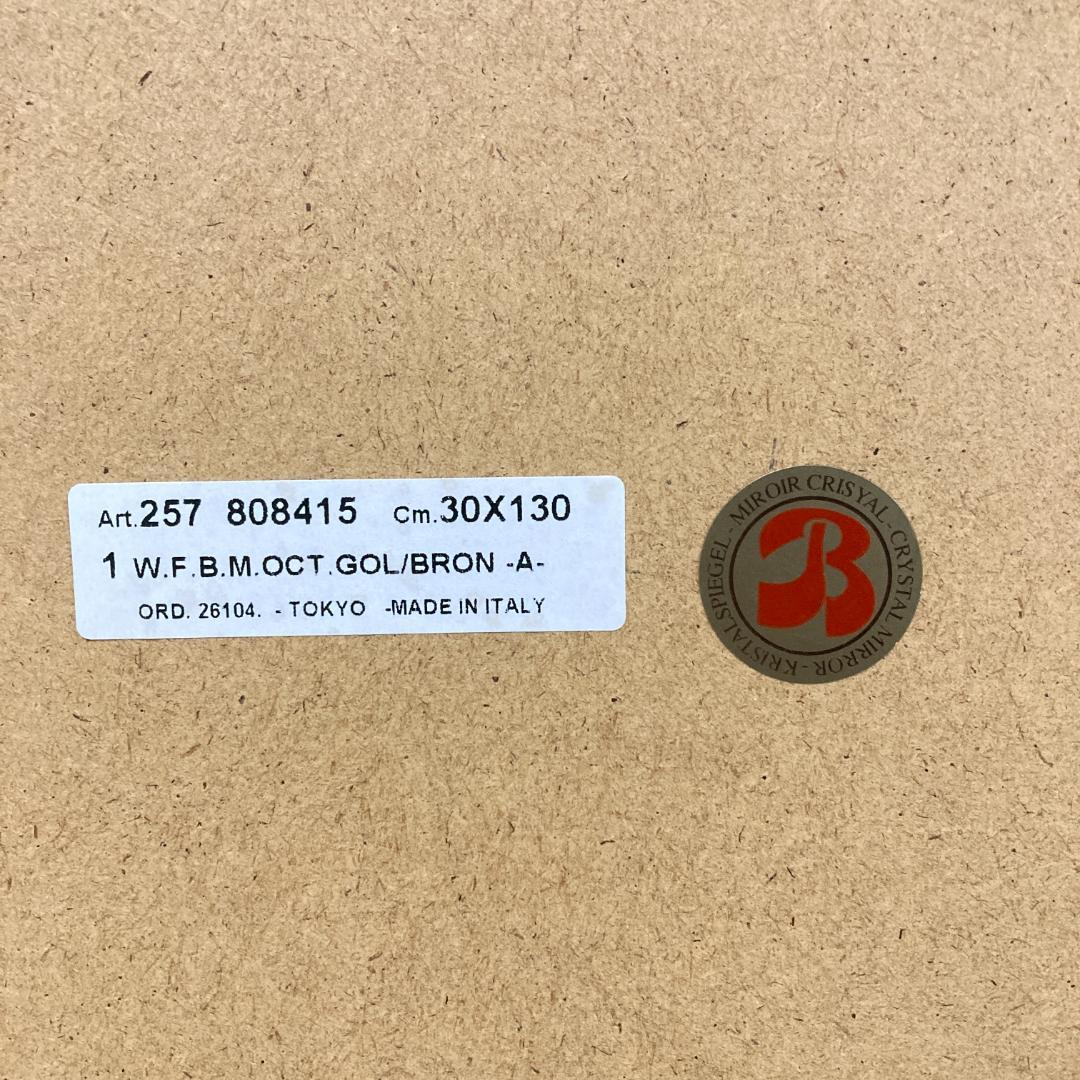 Art.257 808415 Cm.30X130
1 W.F.B.M.OCT.GOL/BRON -A-
ORD. 26104. - TOKYO -MADE IN ITALY
MIROIR CRISYAL - CRYSTAL MIRROR - KRISTALSPIEGEL -
B